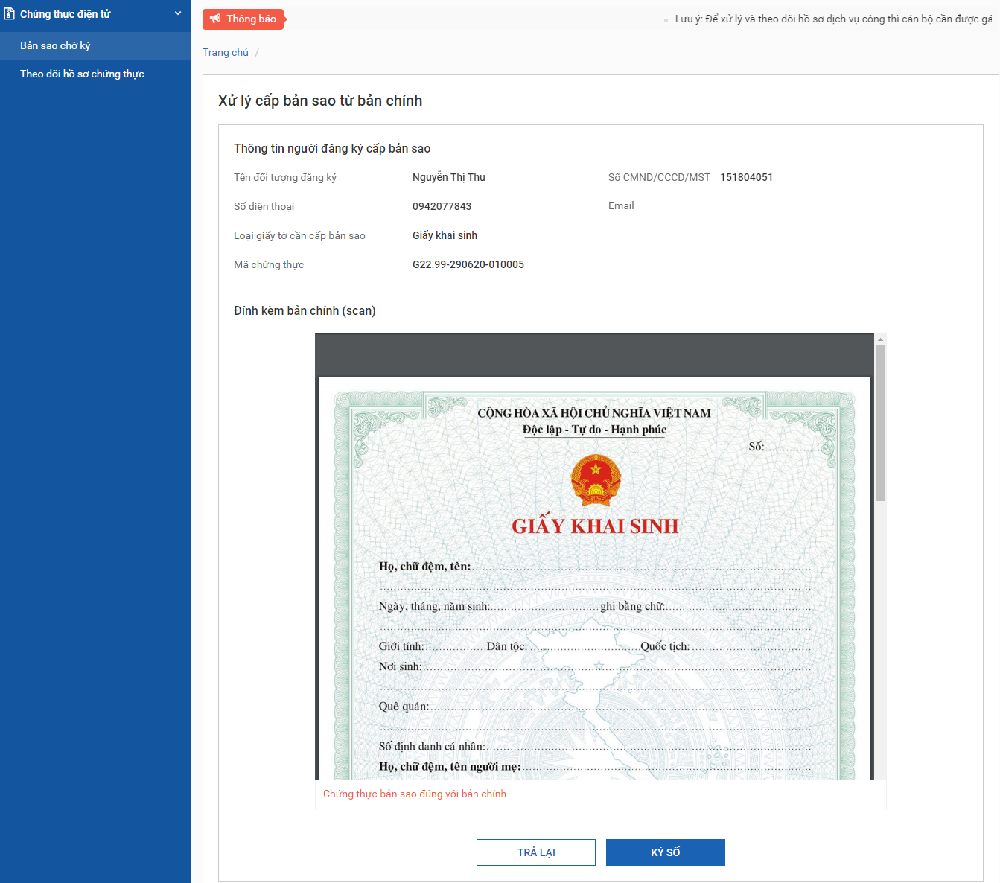 Chứng thực điện tử
Bản sao chờ ký
Theo dõi hồ sơ chứng thực
Thông báo
Lưu ý: Để xử lý và theo dõi hồ sơ dịch vụ công thì cán bộ cần được gá
Trang chủ /
Xử lý cấp bản sao từ bản chính
Thông tin người đăng ký cấp bản sao
Tên đối tượng đăng ký Nguyễn Thị Thu Số CMND/CCCD/MST 151804051
Số điện thoại 0942077843 Email
Loại giấy tờ cần cấp bản sao Giấy khai sinh
Mã chứng thực G22.99-290620-010005
Đính kèm bản chính (scan)
CỘNG HÒA XÃ HỘI CHỦ NGHĨA VIỆT NAM
Độc lập - Tự do - Hạnh phúc
Số:.................
GIẤY KHAI SINH
Họ, chữ đệm, tên:
Ngày, tháng, năm sinh: ghi bằng chữ:
Giới tính: Dân tộc: Quốc tịch:
Nơi sinh:
Quê quán:
Số định danh cá nhân:
Họ, chữ đệm, tên người mẹ:
Chứng thực bản sao đúng với bản chính
TRẢ LẠI KÝ SỐ